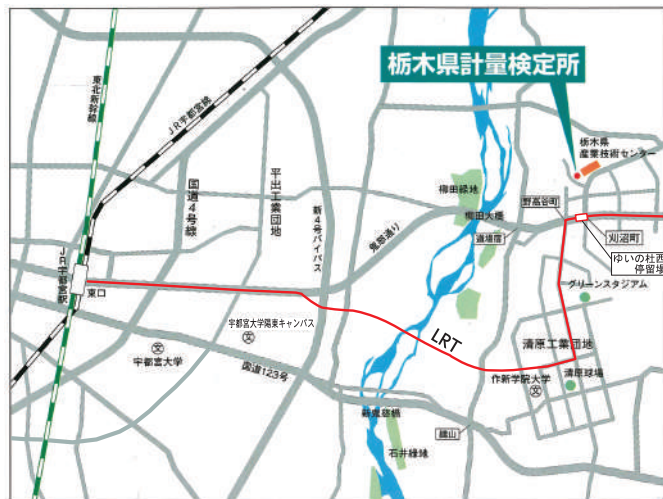 栃木県計量検定所
東北新幹線
JR宇都宮線
栃木県
産業技術センター
国道4号線
平出工業団地
新4号バイパス
鬼怒通り
柳田緑地
柳田大橋
道場宿
野高谷町
刈沼町
ゆいの杜西
停留場
グリーンスタジアム
JR宇都宮駅
東口
宇都宮大学陽東キャンパス
文
文
宇都宮大学
国道123号
LRT
清原工業団地
作新学院大学
文
清原球場
新鬼怒橋
鐺山
石井緑地